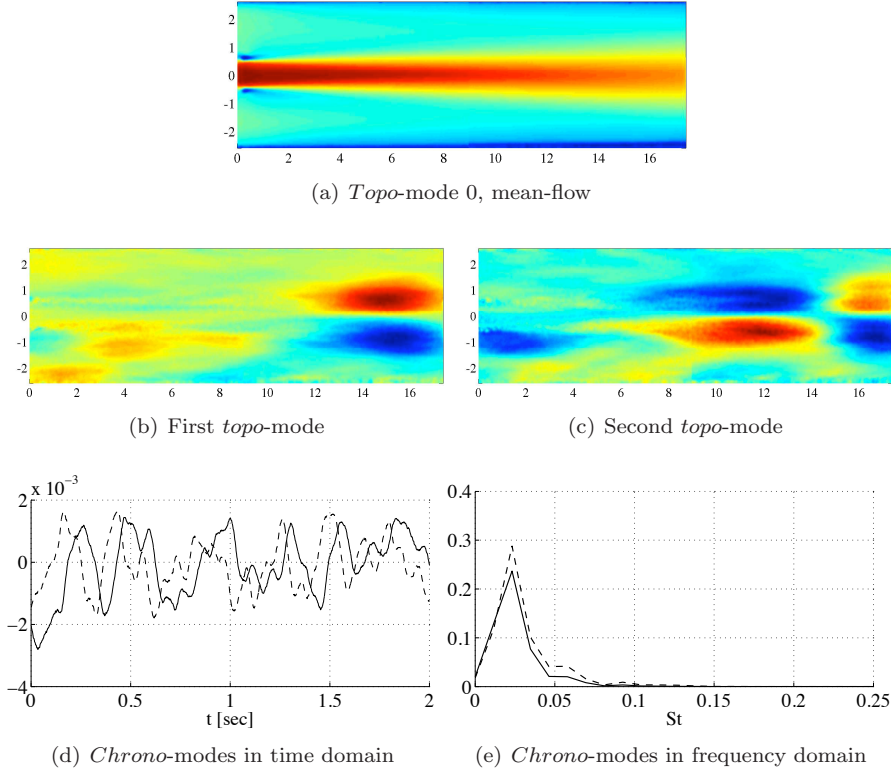 2
1
0
-1
-2
0 2 4 6 8 10 12 14 16
(a) Topo-mode 0, mean-flow
2
1
0
-1
-2
0 2 4 6 8 10 12 14 16
2
1
0
-1
-2
0 2 4 6 8 10 12 14 16
(b) First topo-mode
(c) Second topo-mode
x 10⁻³
2
0
−2
−4
0 0.5 1 1.5 2
t [sec]
0.4
0.3
0.2
0.1
0
0 0.05 0.1 0.15 0.2 0.25
St
(d) Chrono-modes in time domain
(e) Chrono-modes in frequency domain